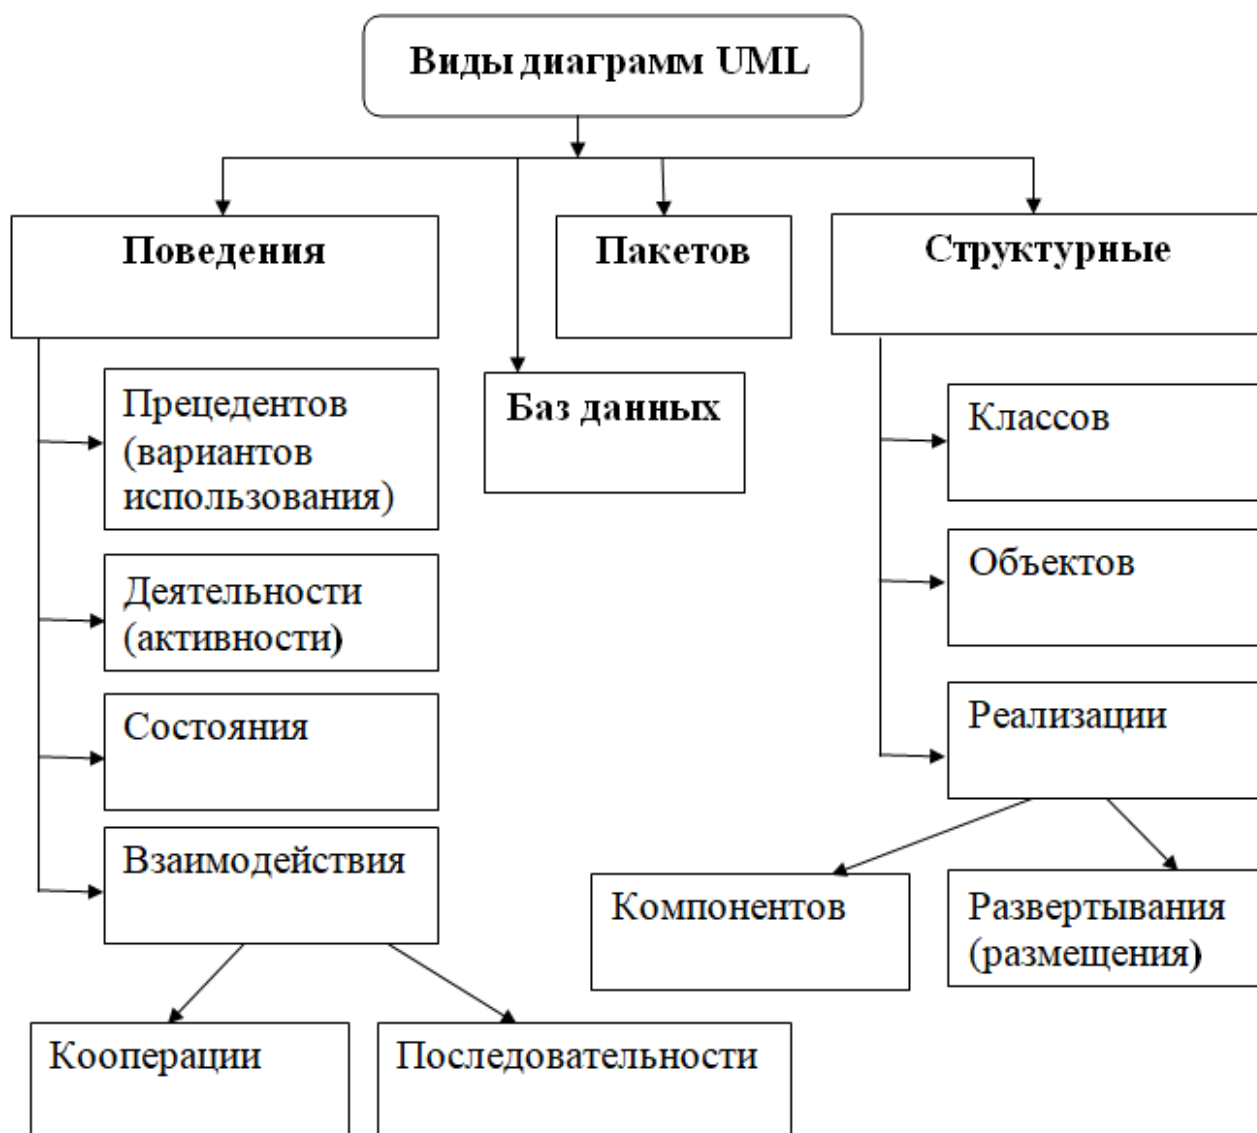 Виды диаграмм UML
Поведения
Пакетов
Структурные
Прецедентов
(вариантов
использования)
Баз данных
Классов
Деятельности
(активности)
Объектов
Состояния
Реализации
Взаимодействия
Компонентов
Развертывания
(размещения)
Кооперации
Последовательности